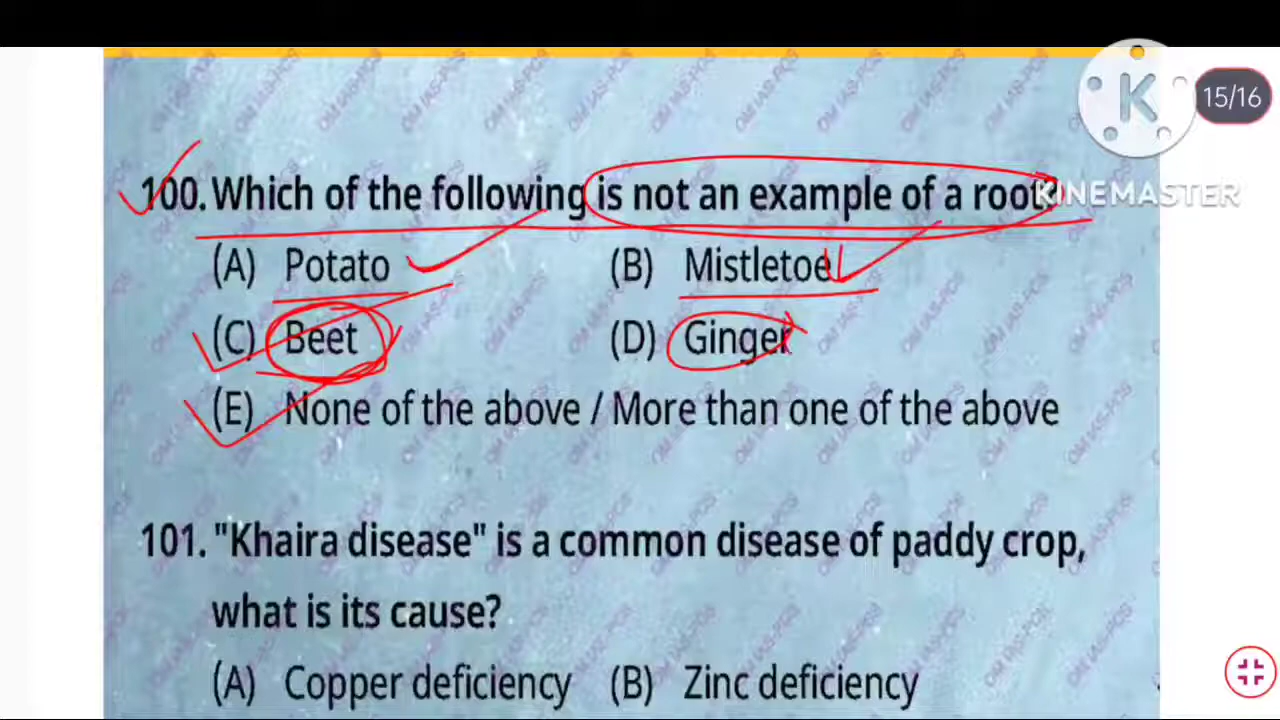 15/16
K
KINEMASTER
100. Which of the following is not an example of a root
(A) Potato (B) Mistletoe
(C) Beet (D) Ginger
(E) None of the above / More than one of the above
101. "Khaira disease" is a common disease of paddy crop,
what is its cause?
(A) Copper deficiency (B) Zinc deficiency